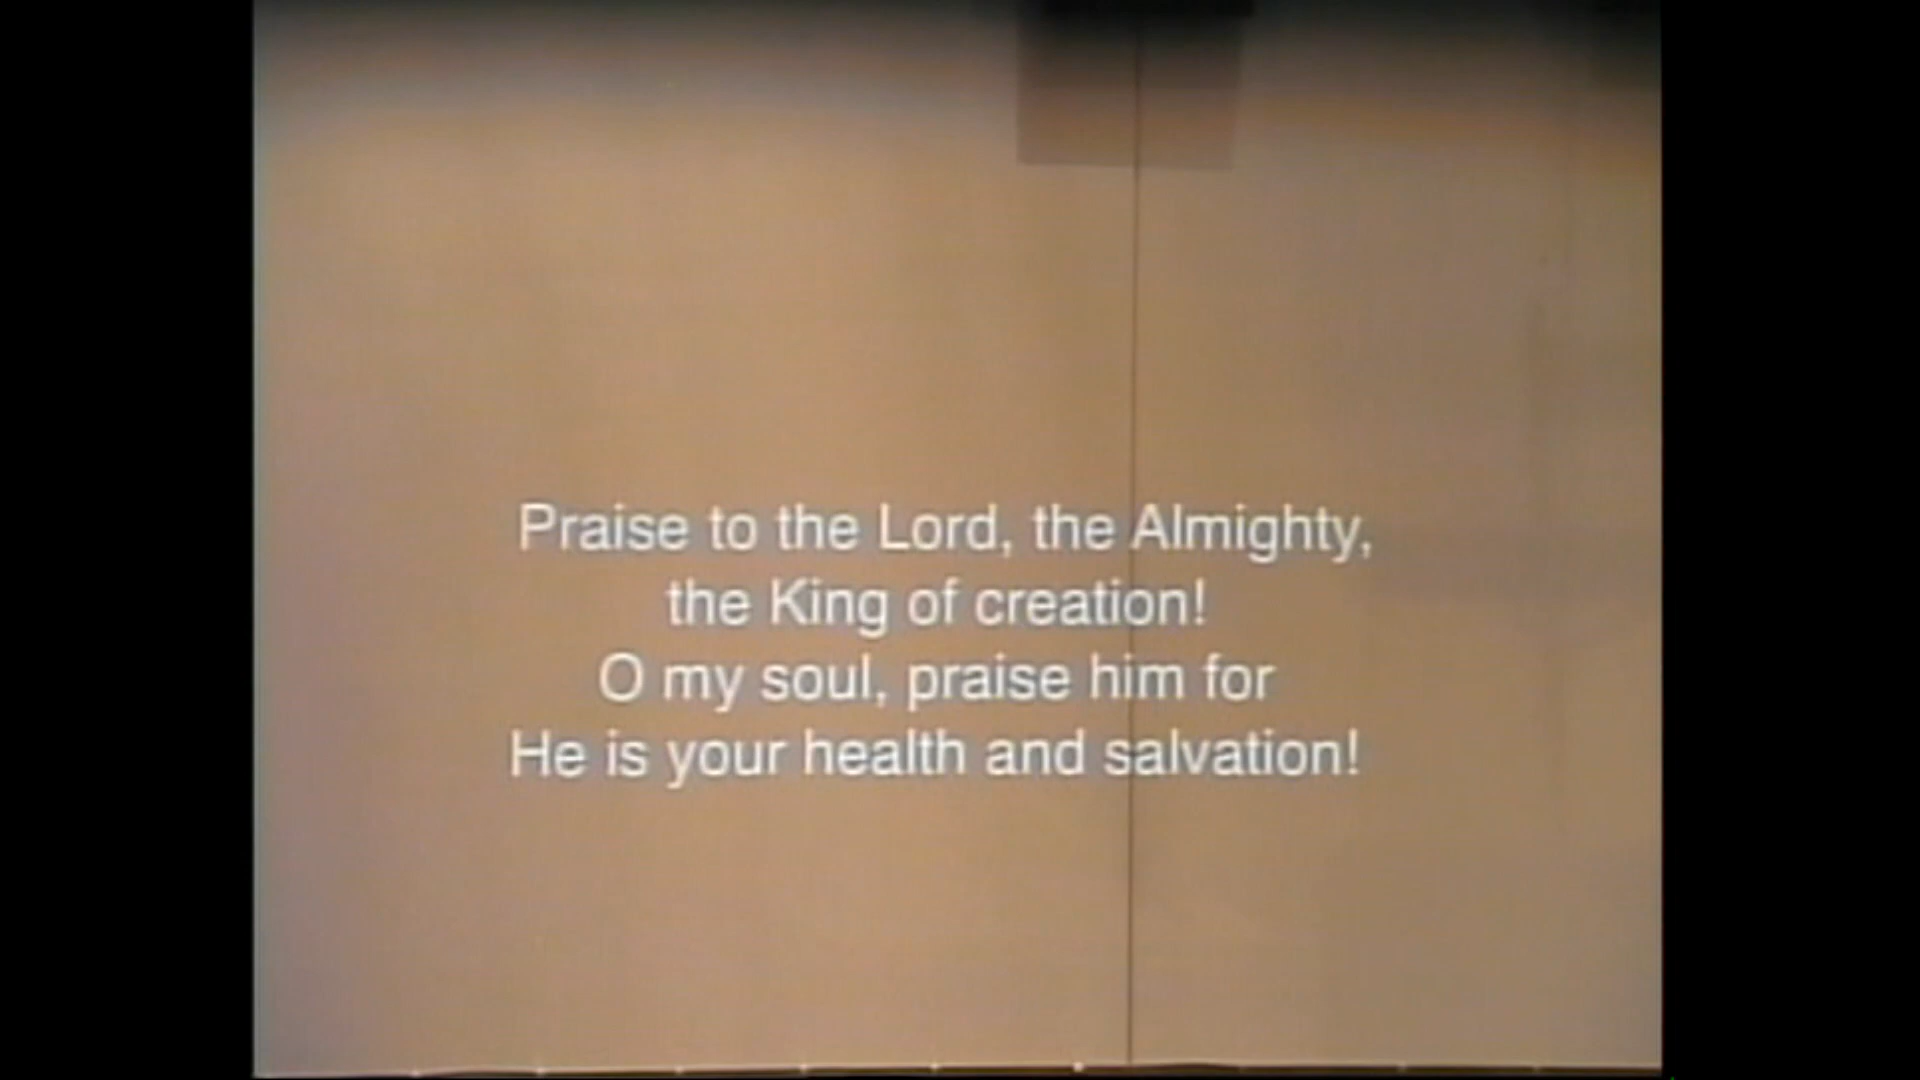 Praise to the Lord, the Almighty,
the King of creation!
O my soul, praise him for
He is your health and salvation!